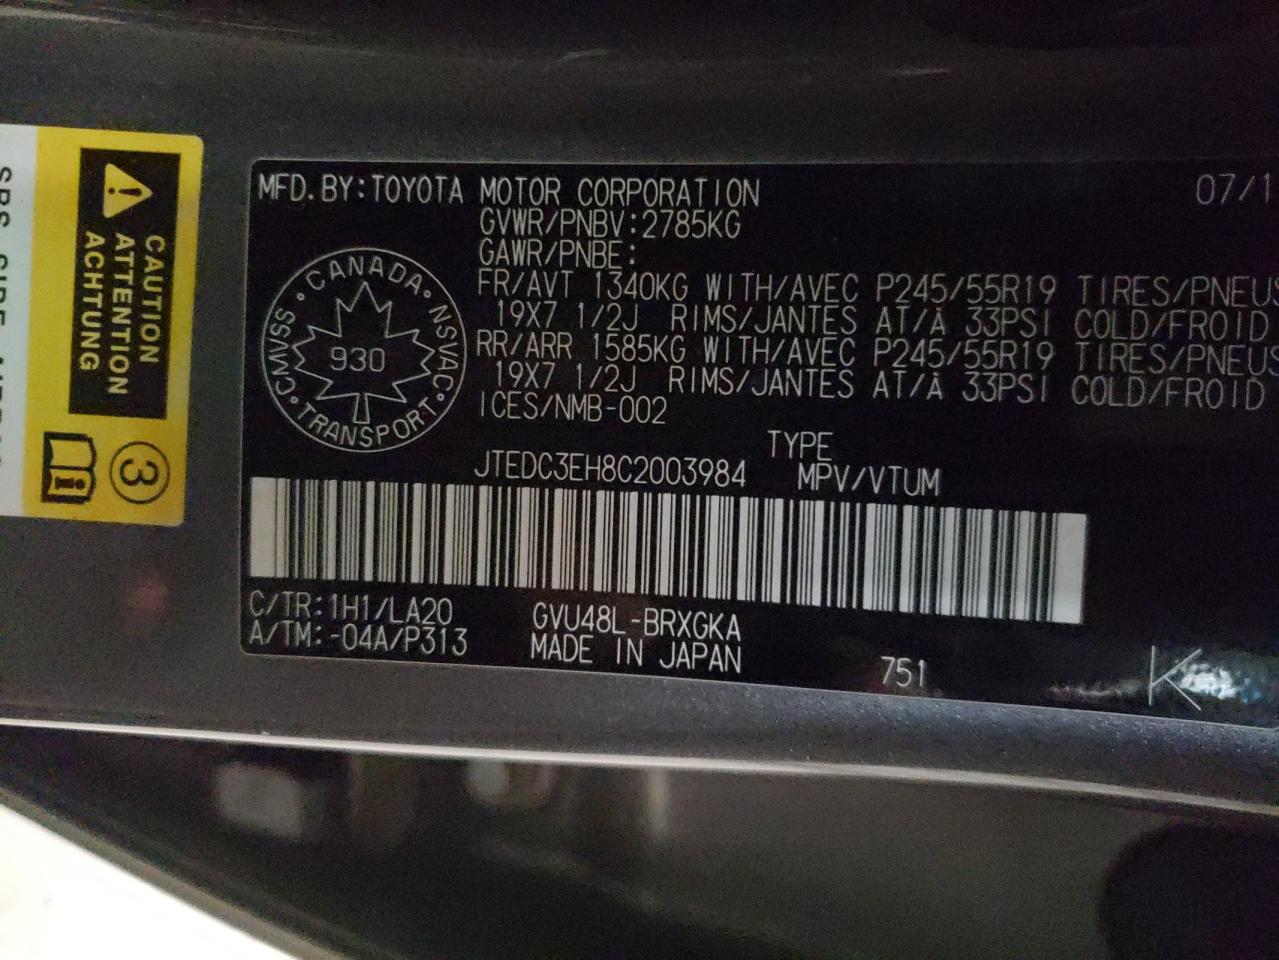 MFD.BY:TOYOTA MOTOR CORPORATION 07/1
GVWR/PNBV:2785KG
GAWR/PNBE:
FR/AVT 1340KG WITH/AVEC P245/55R19 TIRES/PNEUS
19X7 1/2J RIMS/JANTES AT/À 33PSI COLD/FROID
RR/ARR 1585KG WITH/AVEC P245/55R19 TIRES/PNEUS
19X7 1/2J RIMS/JANTES AT/À 33PSI COLD/FROID
ICES/NMB-002
CANADA • NSVAC • TRANSPORT • CMVSS •
930
TYPE
JTEDC3EH8C2003984 MPV/VTUM
C/TR:1H1/LA20 GVU48L-BRXGKA
A/TM:-04A/P313 MADE IN JAPAN
751
K
CAUTION
ATTENTION
ACHTUNG
3
SRS SIDE